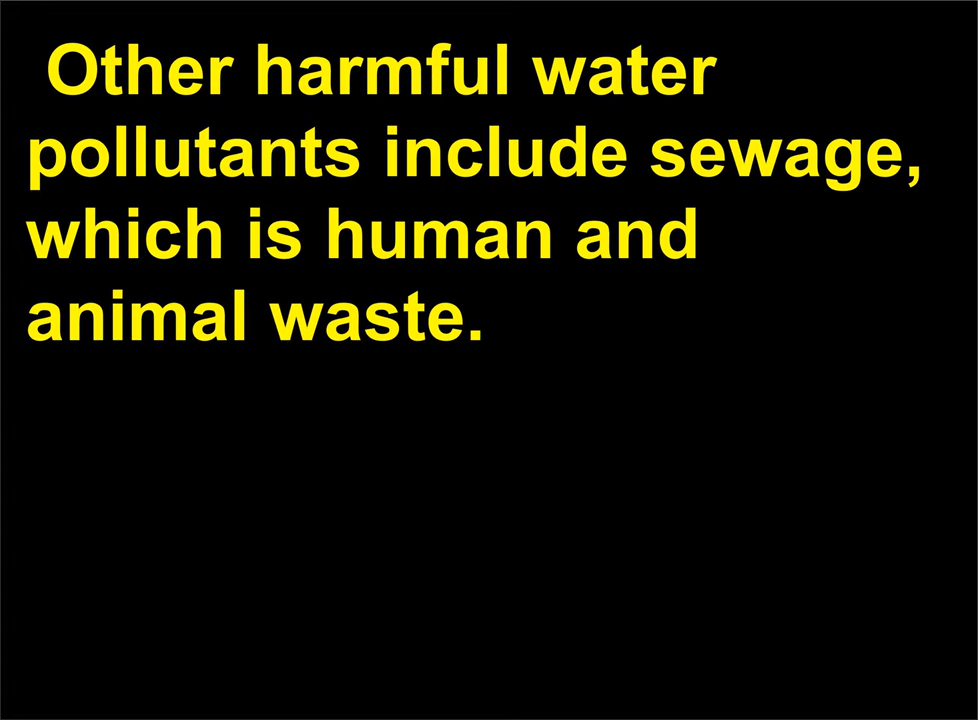 Other harmful water
pollutants include sewage,
which is human and
animal waste.